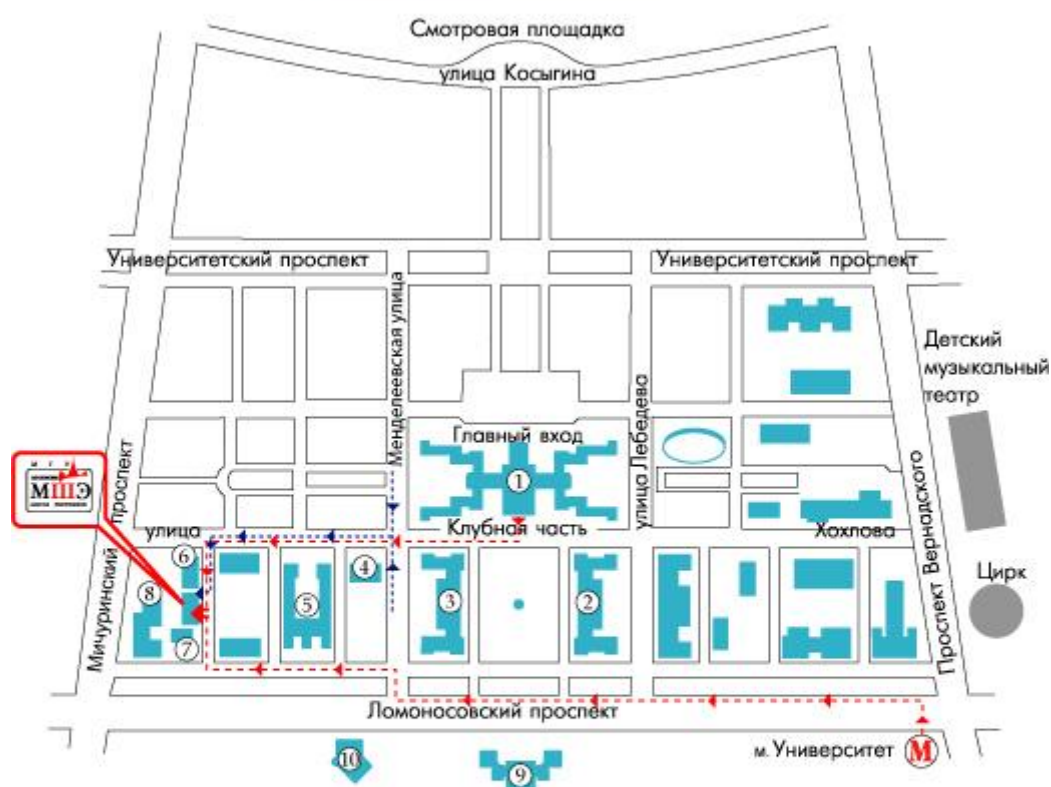 Смотровая площадка
улица Косыгина
Университетский проспект
Университетский проспект
Менделеевская улица
Детский
музыкальный
театр
улица Лебедева
Главный вход
1
МГУ
МШЭ
проспект
Клубная часть
улица
Хохлова
Проспект Вернадского
Цирк
6
4
8
5
3
2
7
Мичуринский
Ломоносовский проспект
м. Университет
М
10
9